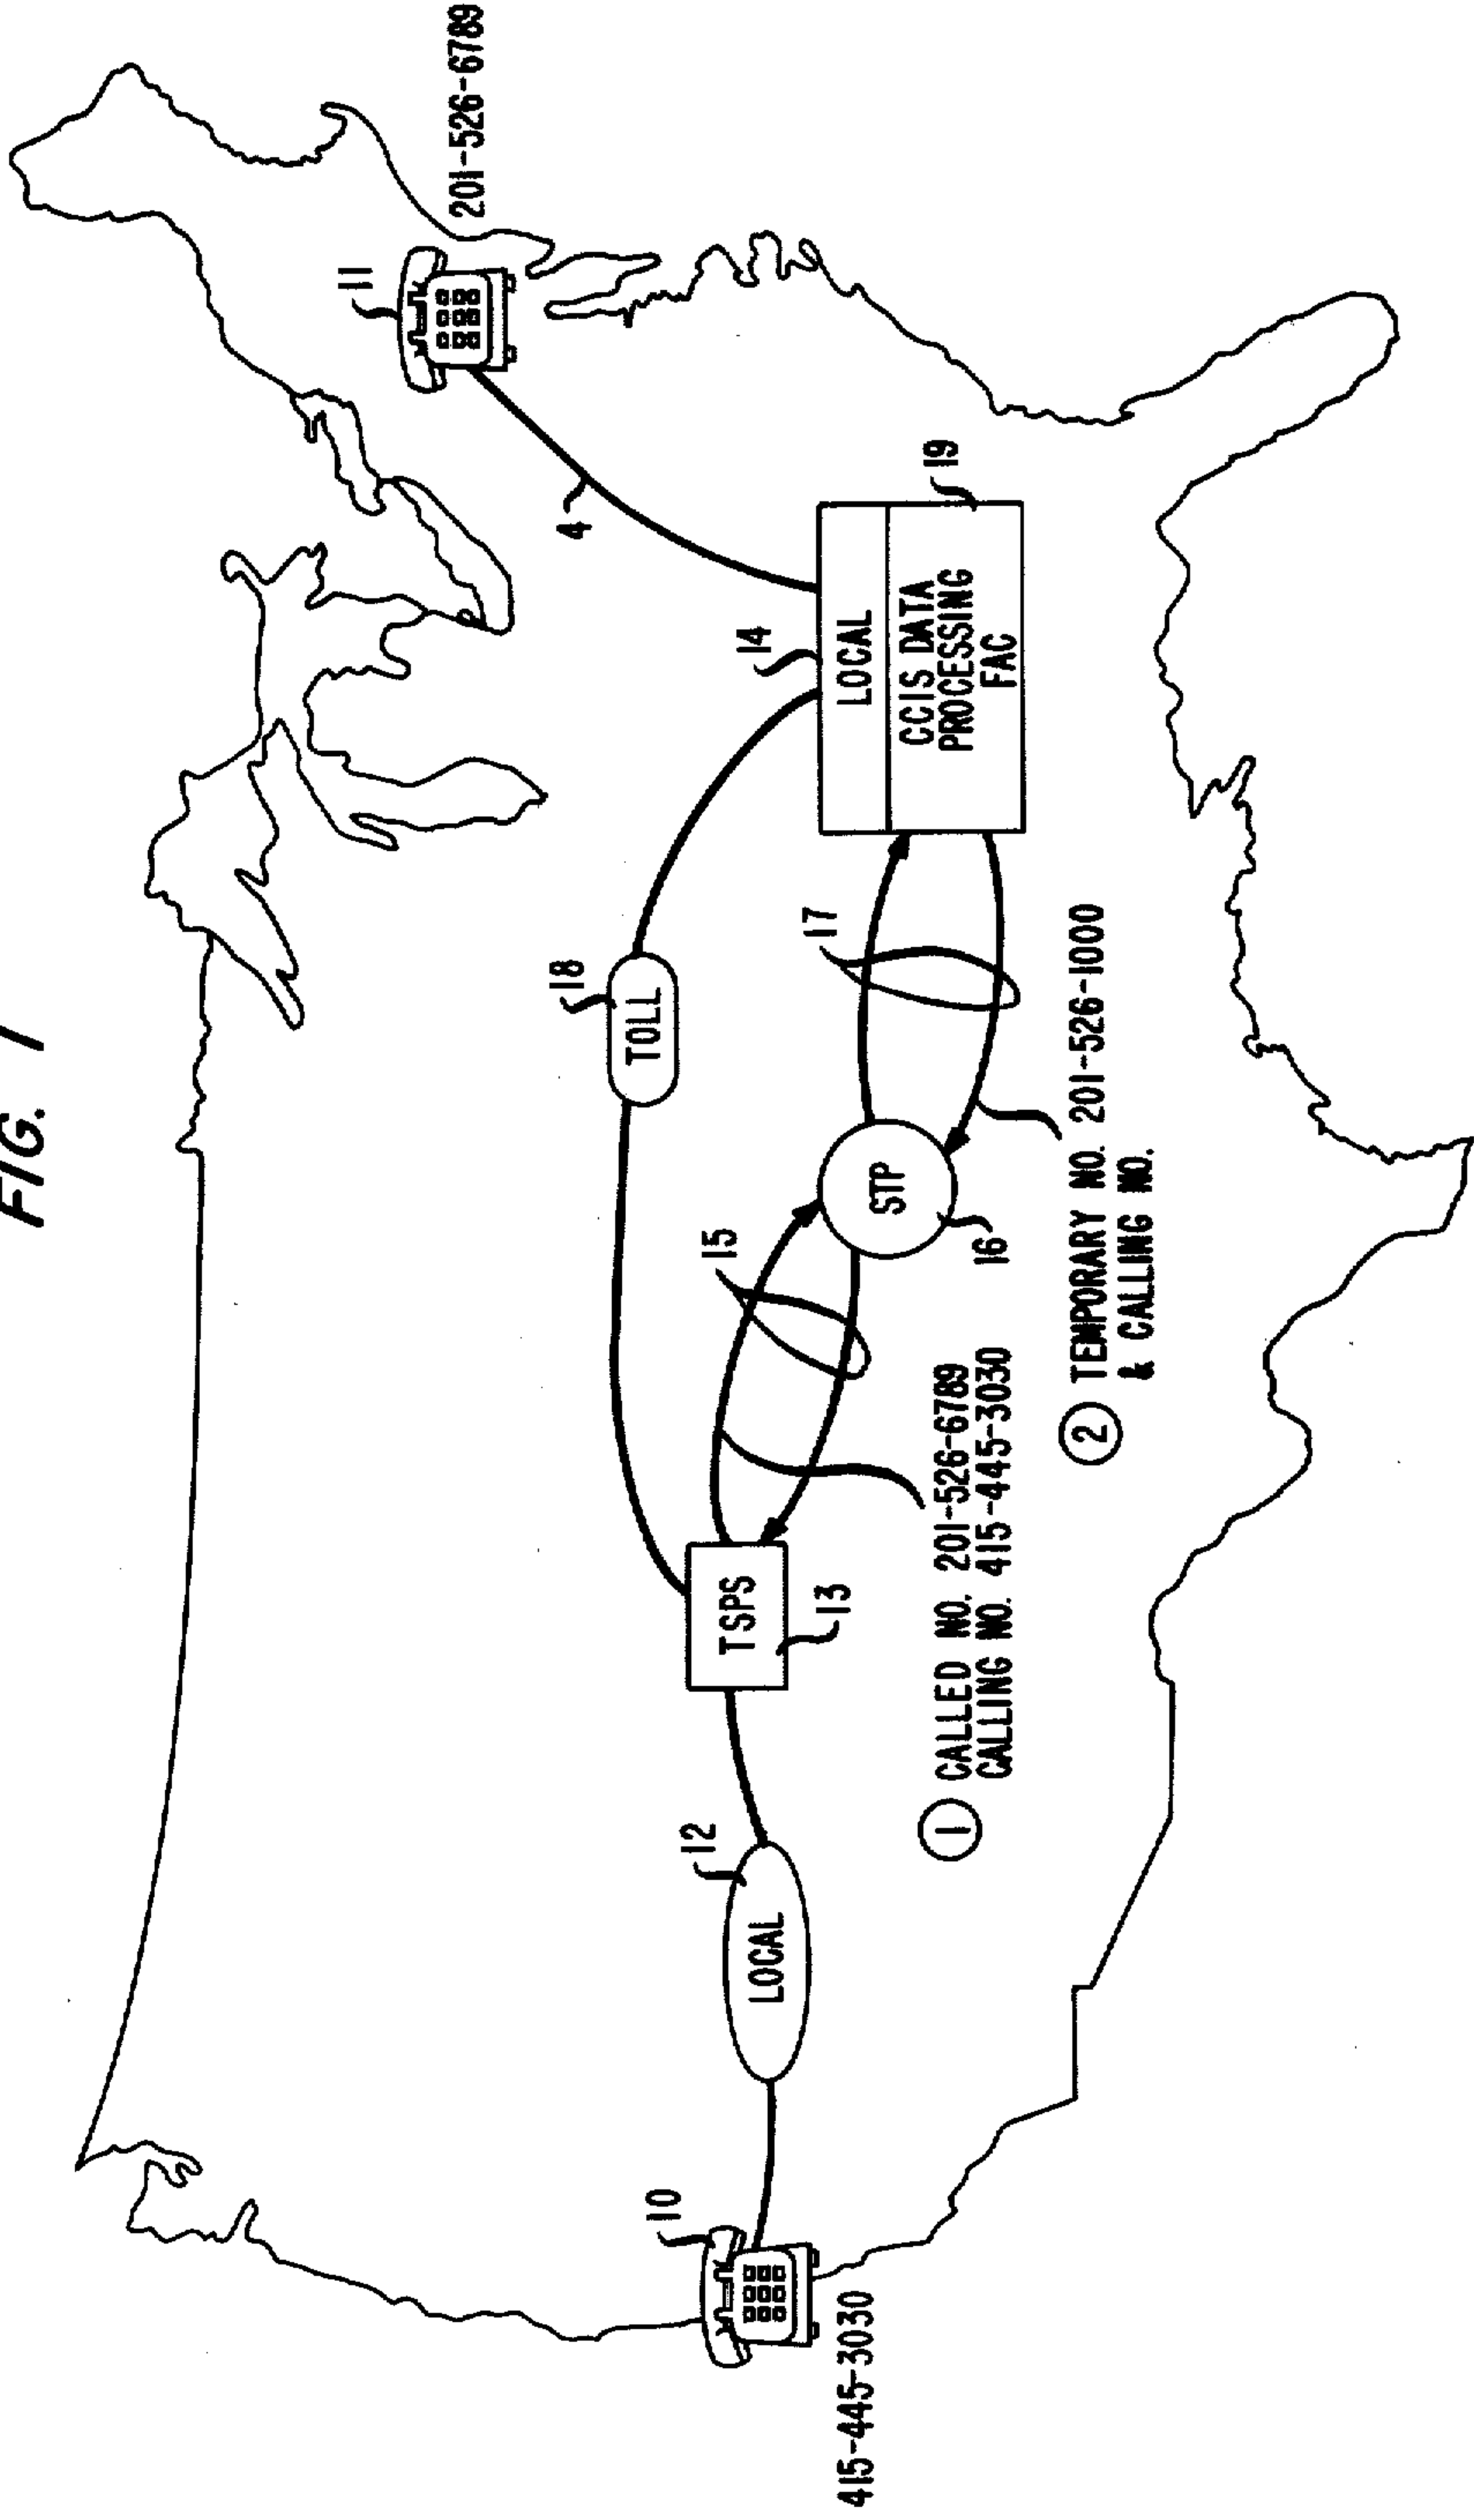 FIG. 1
11
201-526-6789
4
18
TOLL
14
19
LOCAL
CCIS DATA
PROCESSING
FAC
17
15
STP
16
10
12
LOCAL
TSPS
13
415-445-3030
1 CALLED NO. 201-526-6789
CALLING NO. 415-445-3030
2 TEMPORARY NO. 201-526-1000
& CALLING NO.